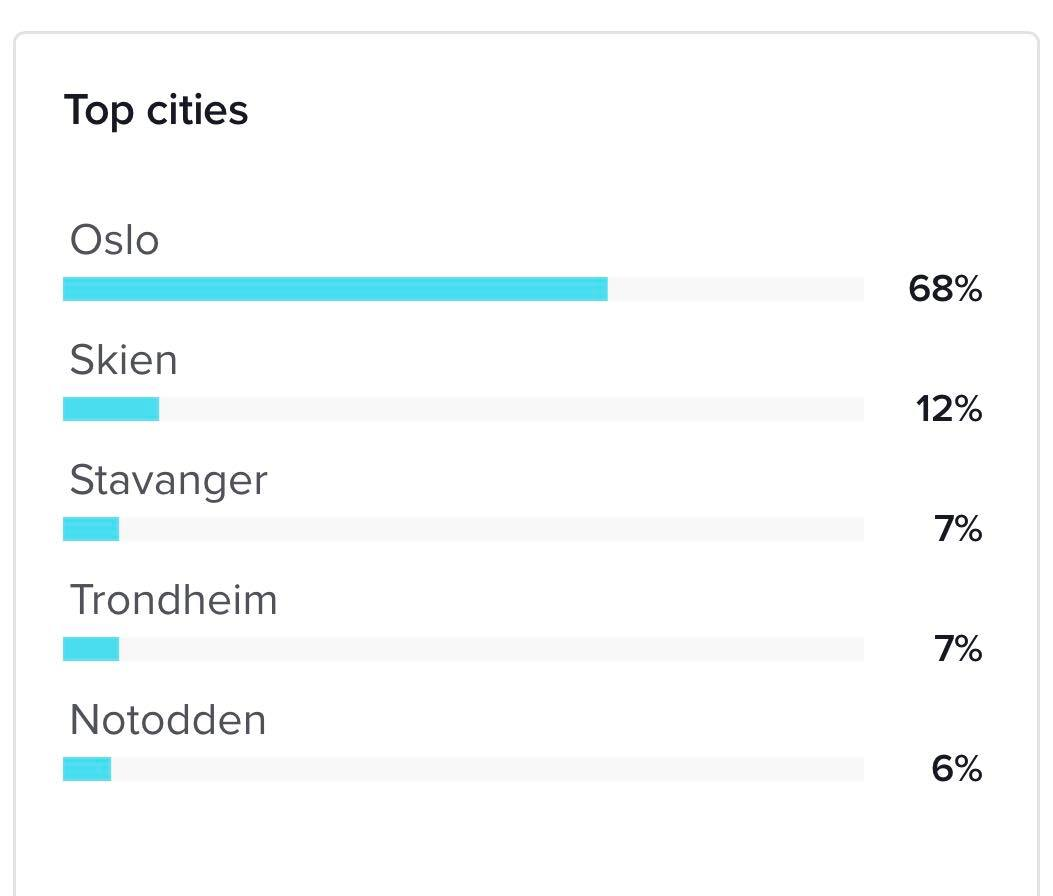 Top cities
Oslo
68%
Skien
12%
Stavanger
7%
Trondheim
7%
Notodden
6%